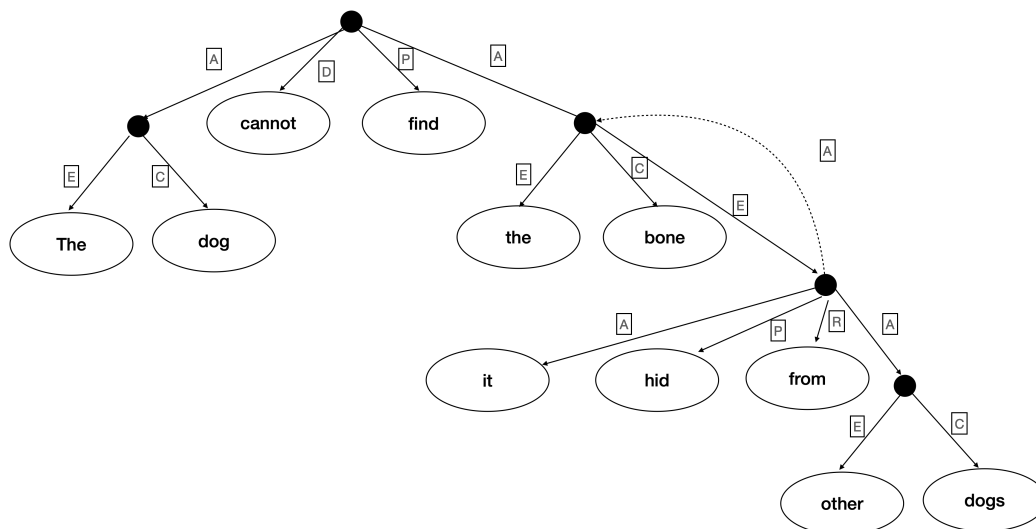 A
D
P
A
cannot
find
A
E
C
E
C
E
The
dog
the
bone
A
P
R
A
it
hid
from
E
C
other
dogs